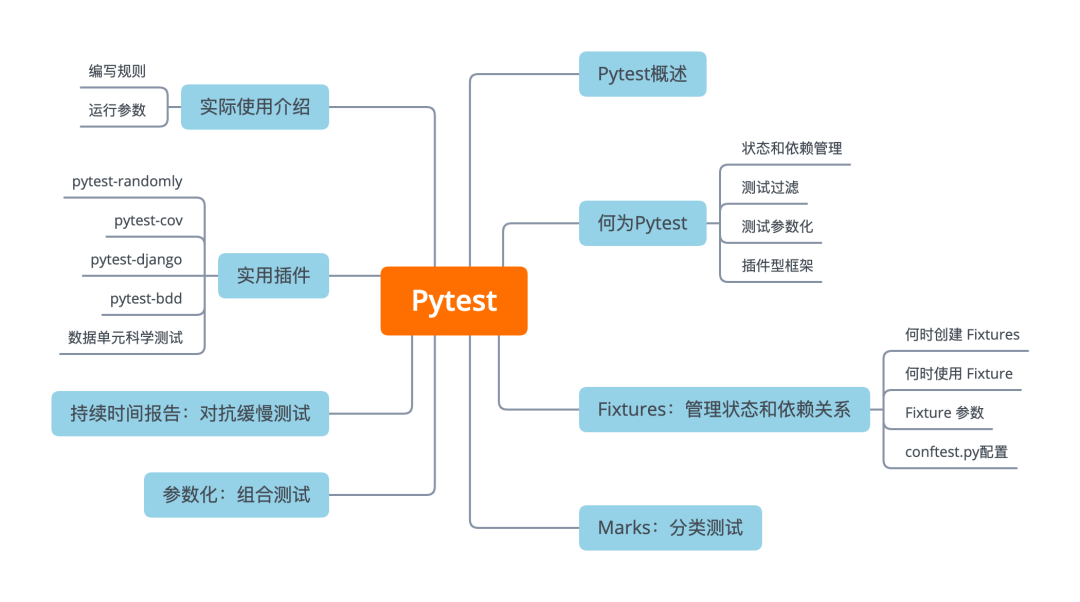 Pytest
Pytest概述
何为Pytest
状态和依赖管理
测试过滤
测试参数化
插件型框架
Fixtures：管理状态和依赖关系
何时创建 Fixtures
何时使用 Fixture
Fixture 参数
conftest.py配置
Marks：分类测试
参数化：组合测试
持续时间报告：对抗缓慢测试
实用插件
pytest-randomly
pytest-cov
pytest-django
pytest-bdd
数据单元科学测试
实际使用介绍
编写规则
运行参数